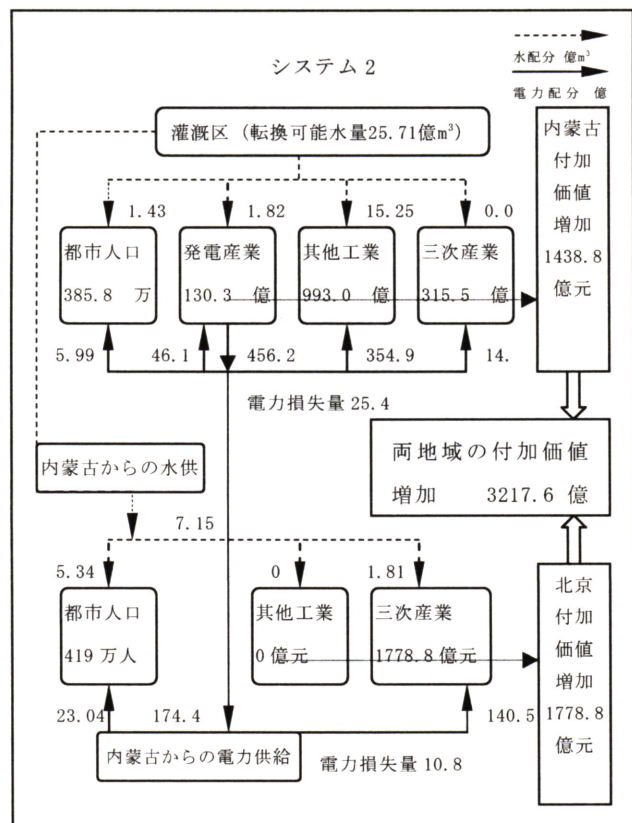 システム2
水配分 億m³
電力配分 億
灌漑区（転換可能水量25.71億m³）
1.43
1.82
15.25
0.0
都市人口
385.8 万
発電産業
130.3 億
其他工業
993.0 億
三次産業
315.5 億
内蒙古
付加
価値
増加
1438.8
億元
5.99
46.1
456.2
354.9
14.
電力損失量25.4
両地域の付加価値
増加 3217.6 億
内蒙古からの水供
7.15
5.34
0
1.81
都市人口
419万人
其他工業
0億元
三次産業
1778.8億元
北京
付加
価値
増加
1778.8
億元
23.04
174.4
140.5
内蒙古からの電力供給
電力損失量10.8